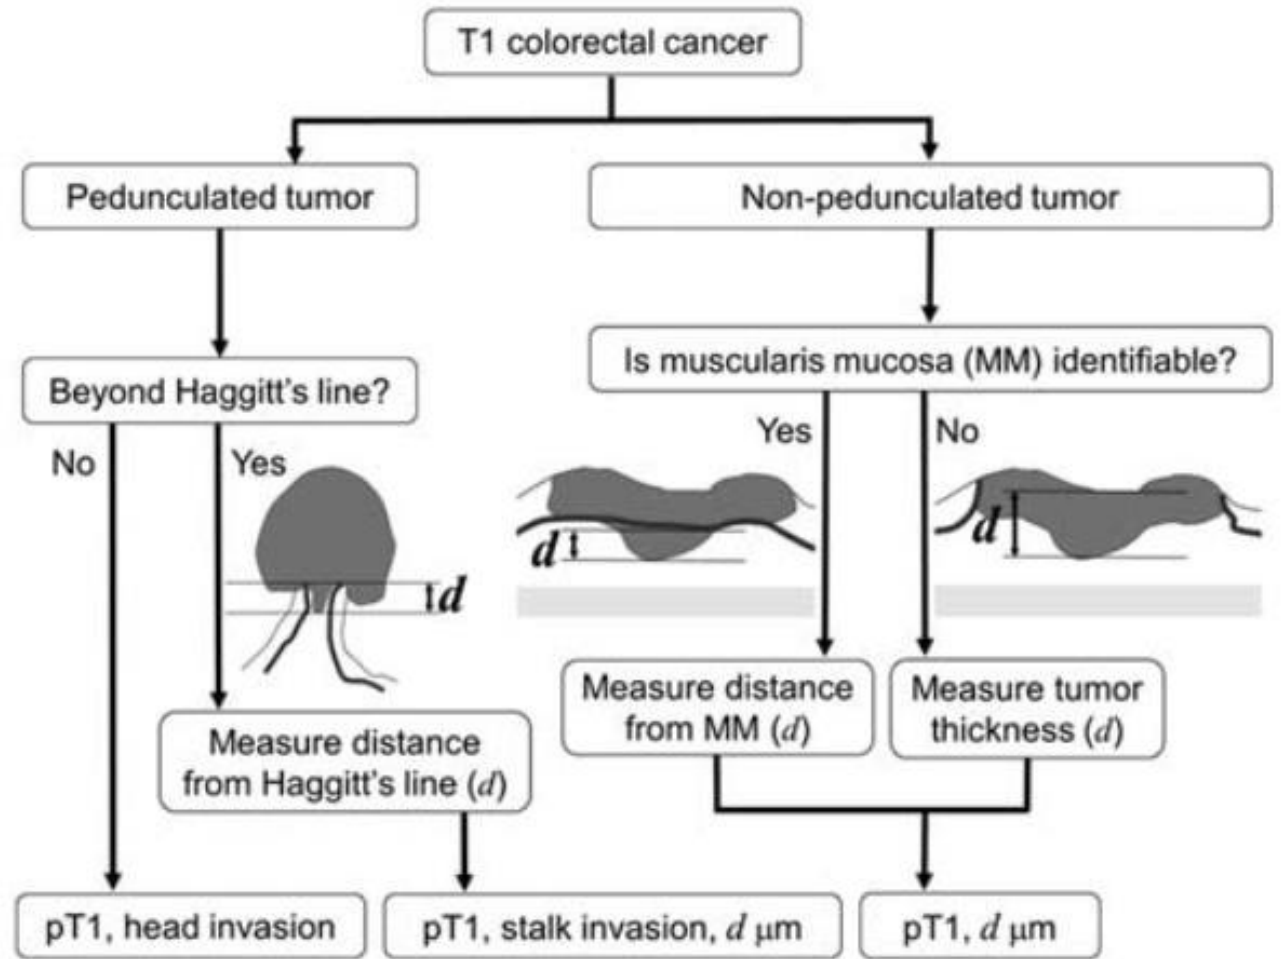 T1 colorectal cancer
Pedunculated tumor
Non-pedunculated tumor
Beyond Haggitt's line?
Is muscularis mucosa (MM) identifiable?
No
Yes
Yes
No
d
d
d
Measure distance
from Haggitt's line (d)
Measure distance
from MM (d)
Measure tumor
thickness (d)
pT1, head invasion
pT1, stalk invasion, d μm
pT1, d μm